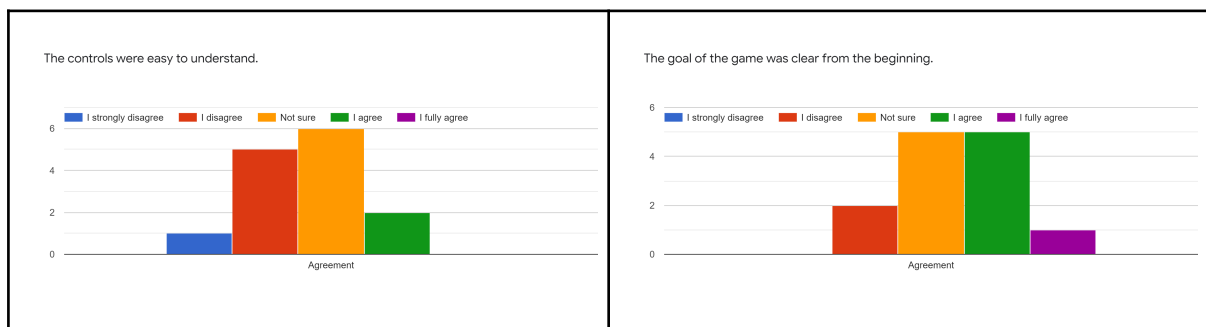 The controls were easy to understand.
I strongly disagree I disagree Not sure I agree I fully agree
6
4
2
0
Agreement
The goal of the game was clear from the beginning.
6
I strongly disagree I disagree Not sure I agree I fully agree
4
2
0
Agreement